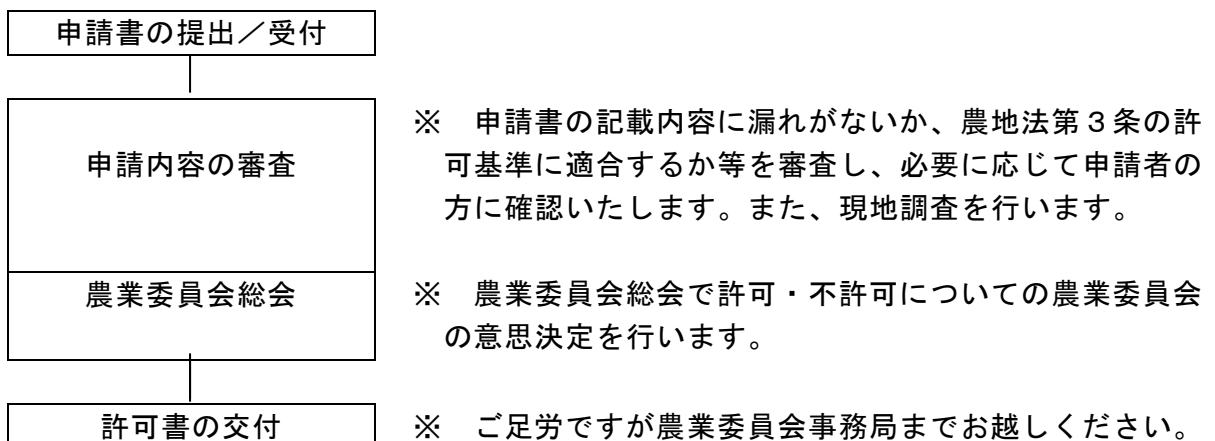 申請書の提出／受付
申請内容の審査
※　申請書の記載内容に漏れがないか、農地法第３条の許
可基準に適合するか等を審査し、必要に応じて申請者の
方に確認いたします。また、現地調査を行います。
農業委員会総会
※　農業委員会総会で許可・不許可についての農業委員会
の意思決定を行います。
許可書の交付
※　ご足労ですが農業委員会事務局までお越しください。